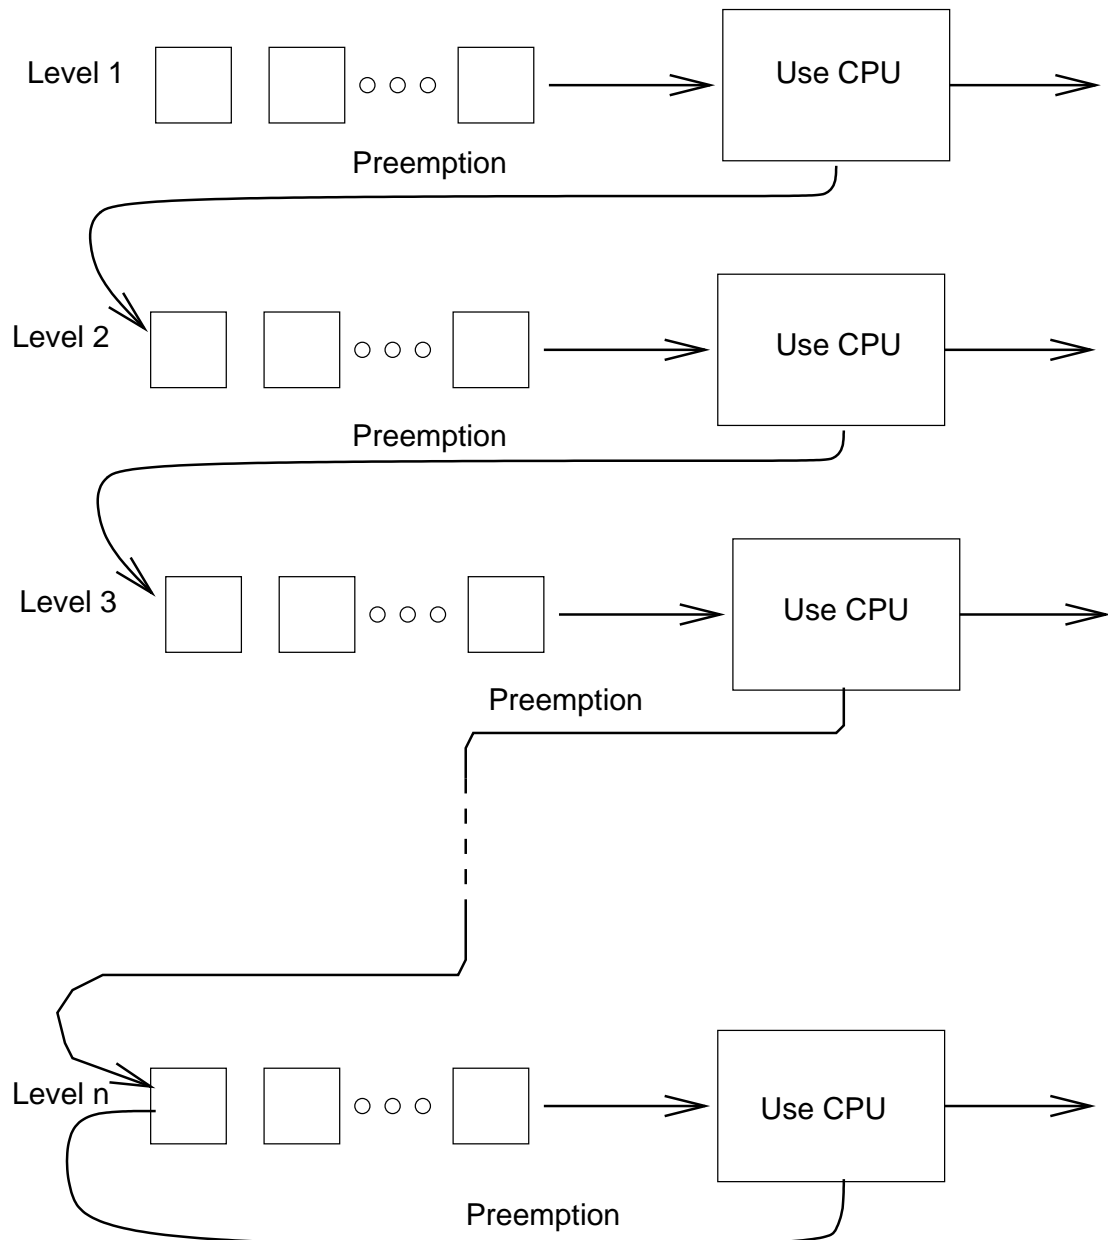 Level 1
Use CPU
Preemption
Level 2
Use CPU
Preemption
Level 3
Use CPU
Preemption
Level n
Use CPU
Preemption